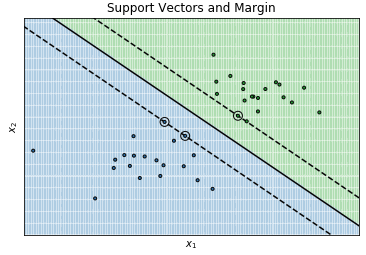 Support Vectors and Margin
x₂
x₁